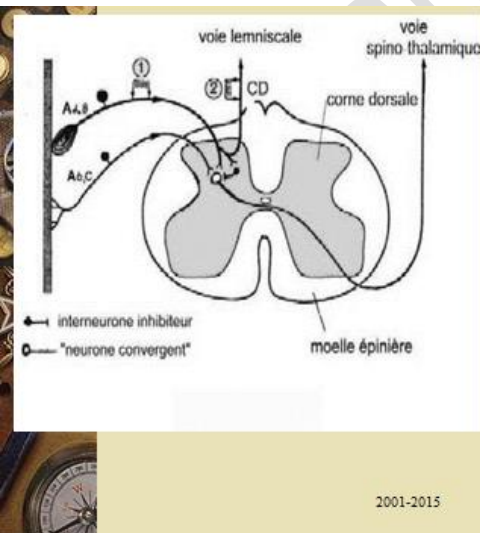 voie lemniscale
voie
spino thalamique
①
② CD
corne dorsale
Aα,β
Aδ,C
interneurone inhibiteur
"neurone convergent"
moelle épinière
2001-2015